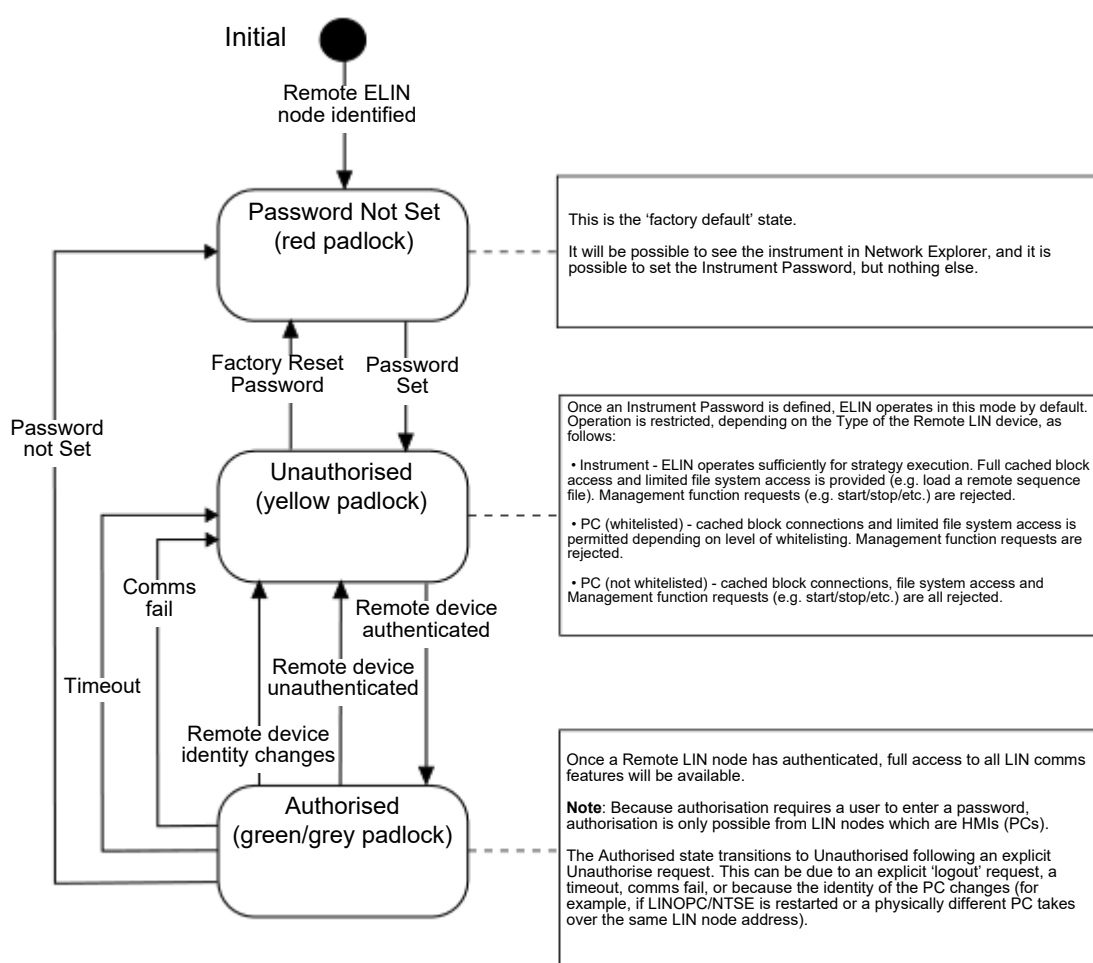 Initial
Remote ELIN
node identified
Password Not Set
(red padlock)
This is the ‘factory default’ state.
It will be possible to see the instrument in Network Explorer, and it is
possible to set the Instrument Password, but nothing else.
Factory Reset
Password
Password
Set
Password
not Set
Unauthorised
(yellow padlock)
Once an Instrument Password is defined, ELIN operates in this mode by default.
Operation is restricted, depending on the Type of the Remote LIN device, as
follows:
• Instrument - ELIN operates sufficiently for strategy execution. Full cached block
access and limited file system access is provided (e.g. load a remote sequence
file). Management function requests (e.g. start/stop/etc.) are rejected.
• PC (whitelisted) - cached block connections and limited file system access is
permitted depending on level of whitelisting. Management function requests are
rejected.
• PC (not whitelisted) - cached block connections, file system access and
Management function requests (e.g. start/stop/etc.) are all rejected.
Comms
fail
Remote device
authenticated
Timeout
Remote device
unauthenticated
Remote device
identity changes
Authorised
(green/grey padlock)
Once a Remote LIN node has authenticated, full access to all LIN comms
features will be available.
Note: Because authorisation requires a user to enter a password,
authorisation is only possible from LIN nodes which are HMIs (PCs).
The Authorised state transitions to Unauthorised following an explicit
Unauthorise request. This can be due to an explicit ‘logout’ request, a
timeout, comms fail, or because the identity of the PC changes (for
example, if LINOPC/NTSE is restarted or a physically different PC takes
over the same LIN node address).